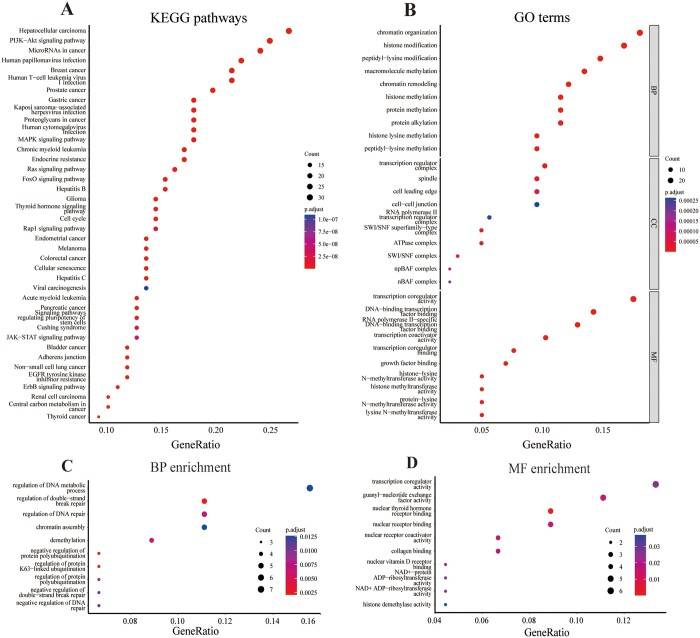 A
KEGG pathways
Hepatocellular carcinoma
PI3K-Akt signaling pathway
MicroRNAs in cancer
Human papillomavirus infection
Breast cancer
Human T-cell leukemia virus
1 infection
Prostate cancer
Gastric cancer
Kaposi sarcoma-associated
herpesvirus infection
Proteoglycans in cancer
Human cytomegalovirus
infection
MAPK signaling pathway
Chronic myeloid leukemia
Endocrine resistance
Ras signaling pathway
FoxO signaling pathway
Hepatitis B
Glioma
Thyroid hormone signaling
pathway
Cell cycle
Rap1 signaling pathway
Endometrial cancer
Melanoma
Colorectal cancer
Cellular senescence
Hepatitis C
Viral carcinogenesis
Acute myeloid leukemia
Pancreatic cancer
Signaling pathways
regulating pluripotency of
stem cells
Cushing syndrome
JAK-STAT signaling pathway
Bladder cancer
Adherens junction
Non-small cell lung cancer
EGFR tyrosine kinase
inhibitor resistance
ErbB signaling pathway
Renal cell carcinoma
Central carbon metabolism in
cancer
Thyroid cancer
0.10 0.15 0.20 0.25
GeneRatio
Count
15
20
25
30
p.adjust
1.0e-07
7.5e-08
5.0e-08
2.5e-08
B
GO terms
chromatin organization
histone modification
peptidyl-lysine modification
macromolecule methylation
chromatin remodeling
histone methylation
protein methylation
protein alkylation
histone lysine methylation
peptidyl-lysine methylation
BP
transcription regulator
complex
spindle
cell leading edge
cell-cell junction
RNA polymerase II
transcription regulator
complex
SWI/SNF superfamily-type
complex
ATPase complex
SWI/SNF complex
npBAF complex
nBAF complex
CC
transcription coregulator
activity
DNA-binding transcription
factor binding
RNA polymerase II-specific
DNA-binding transcription
factor binding
transcription coactivator
activity
transcription coregulator
binding
growth factor binding
histone-lysine
N-methyltransferase activity
histone methyltransferase
activity
protein-lysine
N-methyltransferase activity
lysine N-methyltransferase
activity
MF
0.05 0.10 0.15
GeneRatio
Count
10
20
p.adjust
0.00025
0.00020
0.00015
0.00010
0.00005
C
BP enrichment
regulation of DNA metabolic
process
regulation of double-strand
break repair
regulation of DNA repair
chromatin assembly
demethylation
negative regulation of
protein polyubiquitination
regulation of protein
K63-linked ubiquitination
regulation of protein
polyubiquitination
negative regulation of
double-strand break repair
negative regulation of DNA
repair
0.08 0.10 0.12 0.14 0.16
GeneRatio
Count
3
4
5
6
7
p.adjust
0.0125
0.0100
0.0075
0.0050
0.0025
D
MF enrichment
transcription coregulator
activity
guanyl-nucleotide exchange
factor activity
nuclear thyroid hormone
receptor binding
nuclear receptor binding
nuclear receptor coactivator
activity
collagen binding
nuclear vitamin D receptor
binding
NAD+-protein
ADP-ribosyltransferase
activity
NAD+ ADP-ribosyltransferase
activity
histone demethylase activity
0.04 0.06 0.08 0.10 0.12
GeneRatio
Count
2
3
4
5
6
p.adjust
0.03
0.02
0.01